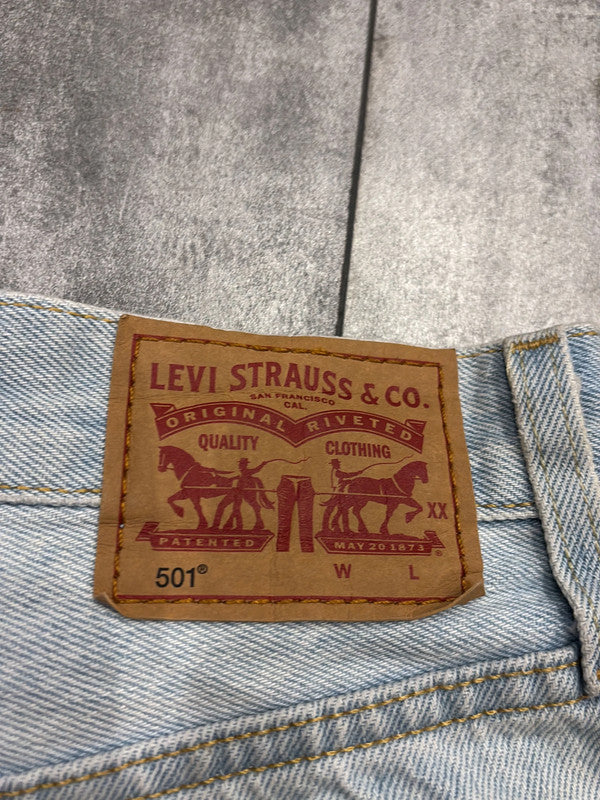 LEVI STRAUSS & CO.
SAN FRANCISCO
CAL.
ORIGINAL RIVETED
QUALITY CLOTHING
XX
PATENTED MAY 20 1873 ®
501® W L